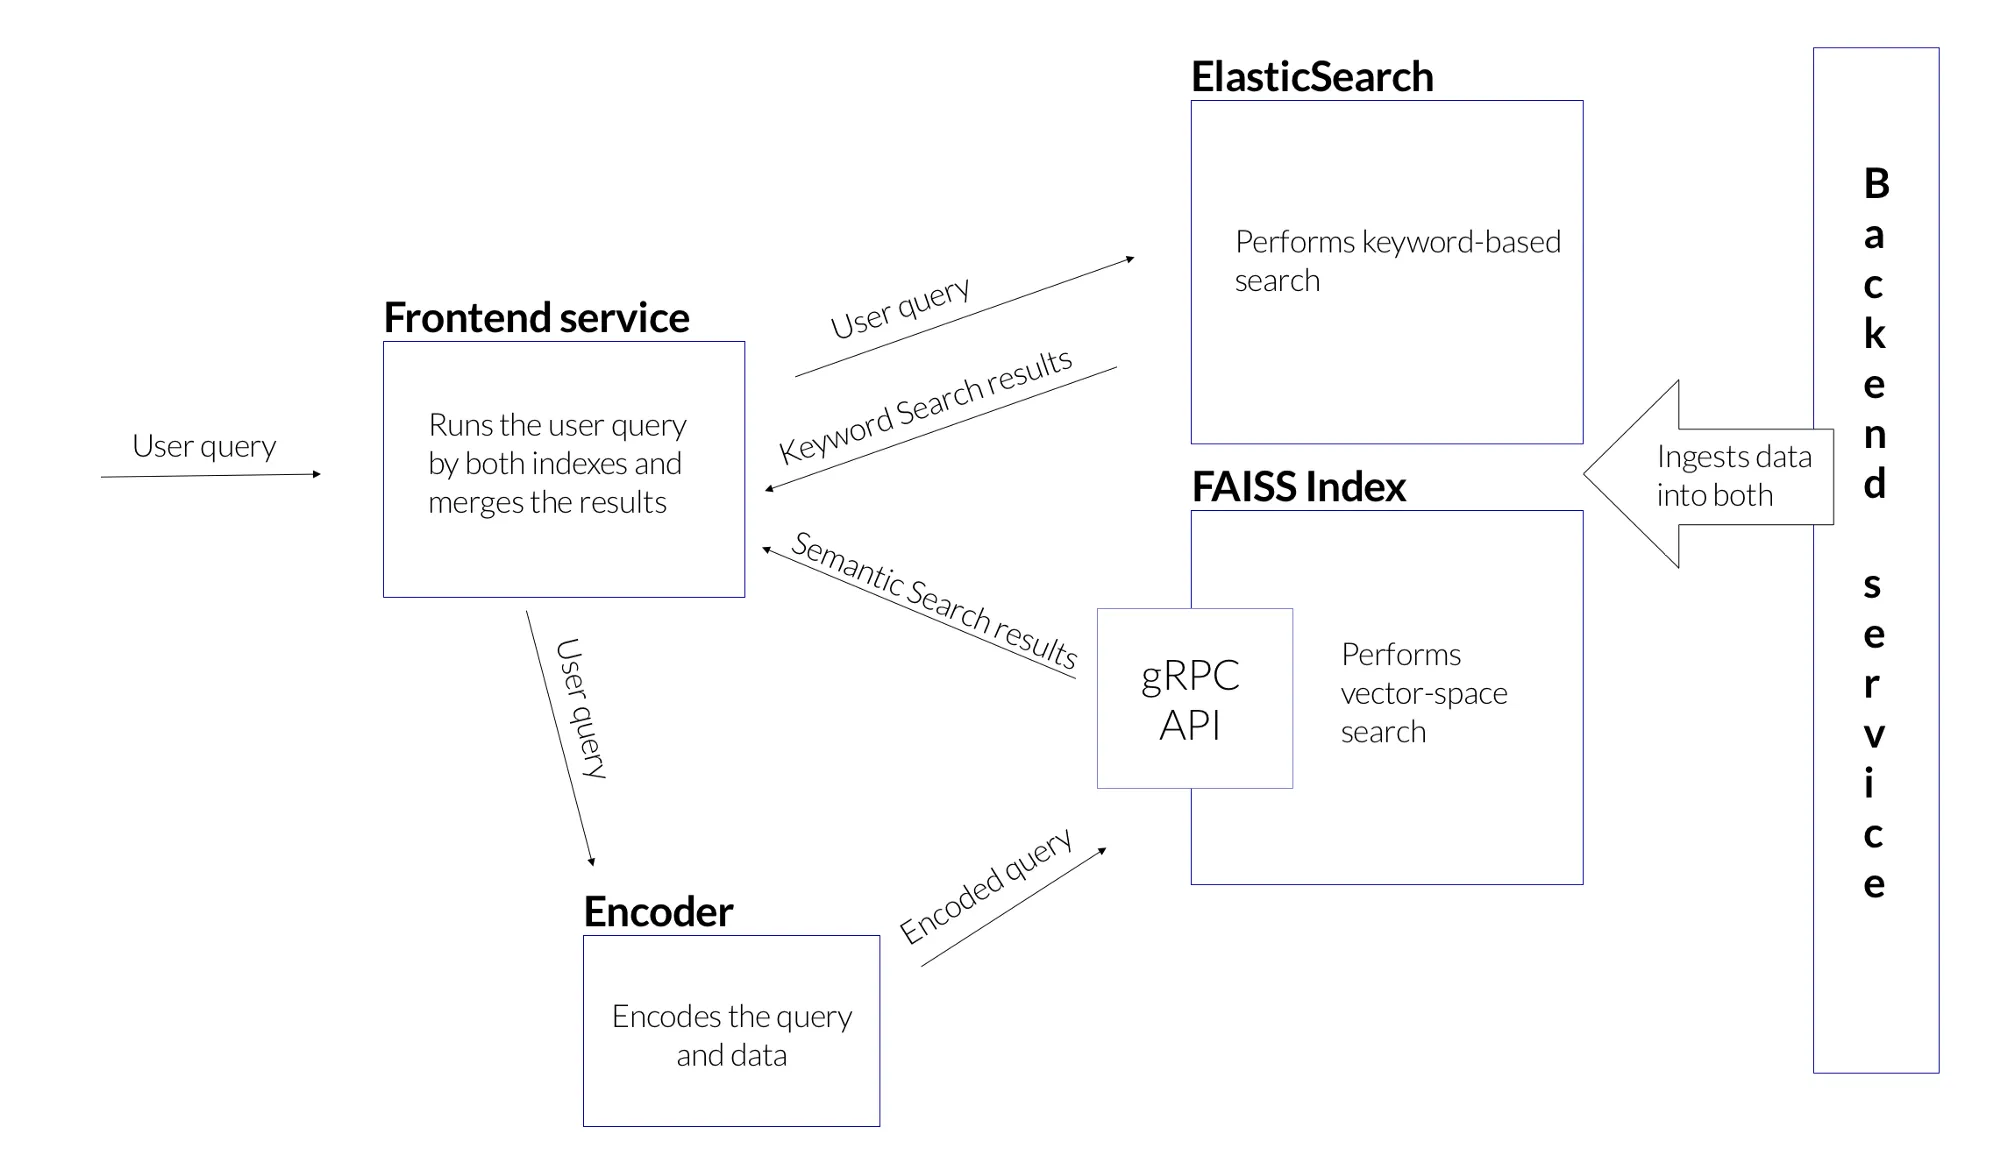 User query
Frontend service
Runs the user query
by both indexes and
merges the results
User query
Keyword Search results
Semantic Search results
User query
Encoder
Encodes the query
and data
Encoded query
ElasticSearch
Performs keyword-based
search
FAISS Index
gRPC
API
Performs
vector-space
search
Ingests data
into both
Backend service